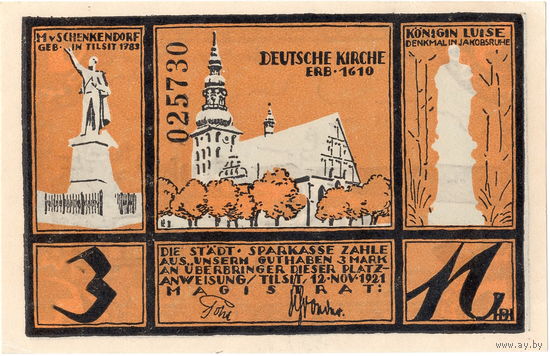 M v SCHENKENDORF
GEB · IN TILSIT 1783
025730
DEUTSCHE KIRCHE
ERB · 1610
KÖNIGIN LUISE
DENKMAL IN JAKOBSRUHE
3
DIE STÄDT · SPARKASSE ZAHLE
AUS UNSERM GUTHABEN 3 MARK
AN ÜBERBRINGER DIESER PLATZ-
ANWEISUNG / TILSIT, 12 · NOV · 1921
MAGISTRAT:
M
www.ay.by